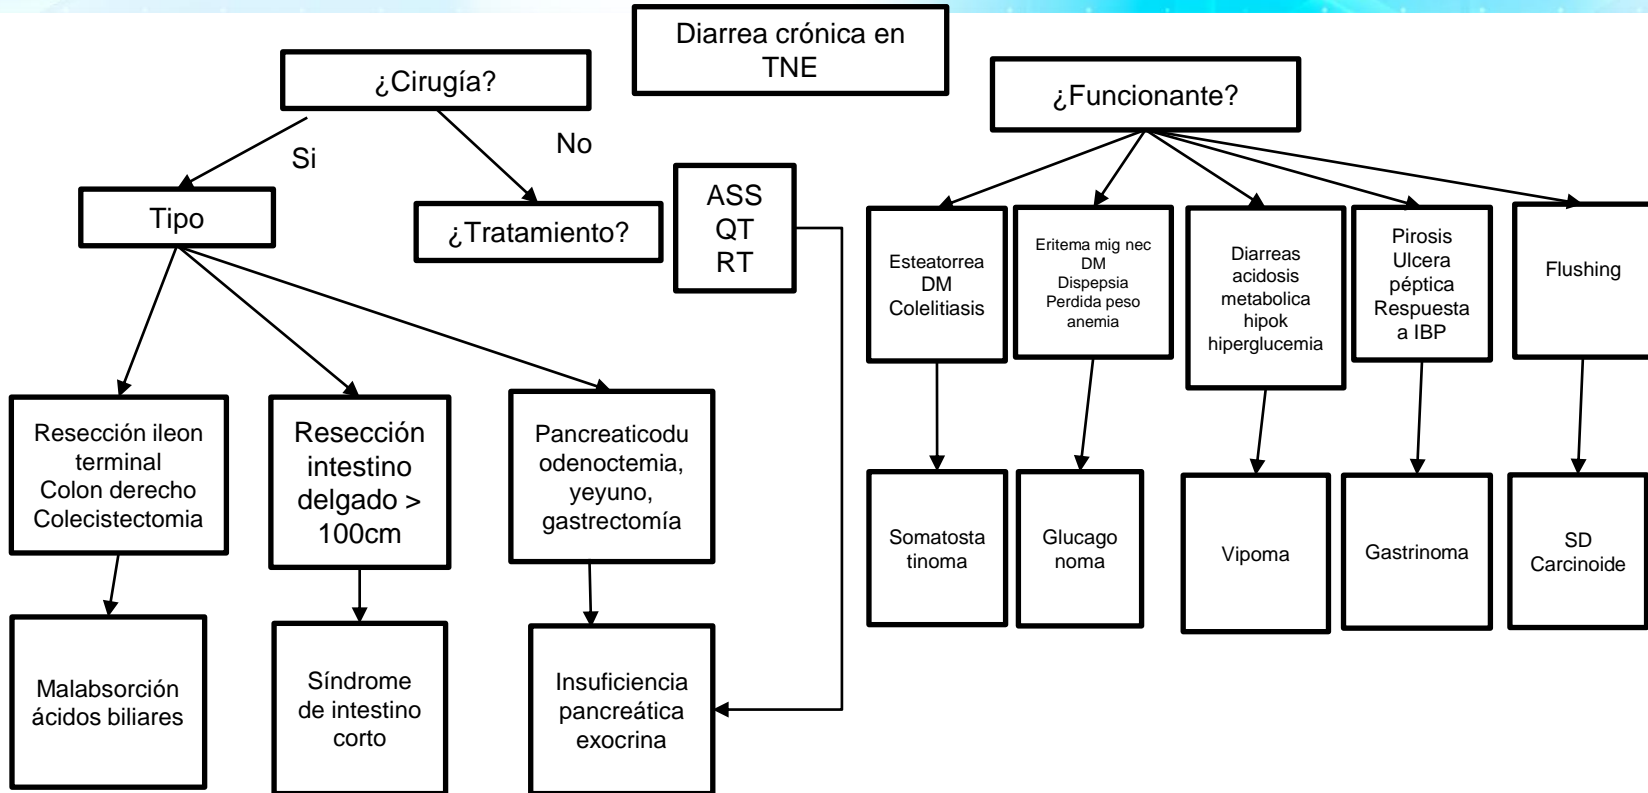 Diarrea crónica en
TNE
¿Cirugía?
¿Funcionante?
Si
No
Tipo
¿Tratamiento?
ASS
QT
RT
Resección ileon
terminal
Colon derecho
Colecistectomia
Resección
intestino
delgado >
100cm
Pancreaticodu
odenoctemia,
yeyuno,
gastrectomía
Malabsorción
ácidos biliares
Síndrome
de intestino
corto
Insuficiencia
pancreática
exocrina
Esteatorrea
DM
Colelitiasis
Eritema mig nec
DM
Dispepsia
Perdida peso
anemia
Diarreas
acidosis
metabolica
hipok
hiperglucemia
Pirosis
Ulcera
péptica
Respuesta
a IBP
Flushing
Somatosta
tinoma
Glucago
noma
Vipoma
Gastrinoma
SD
Carcinoide